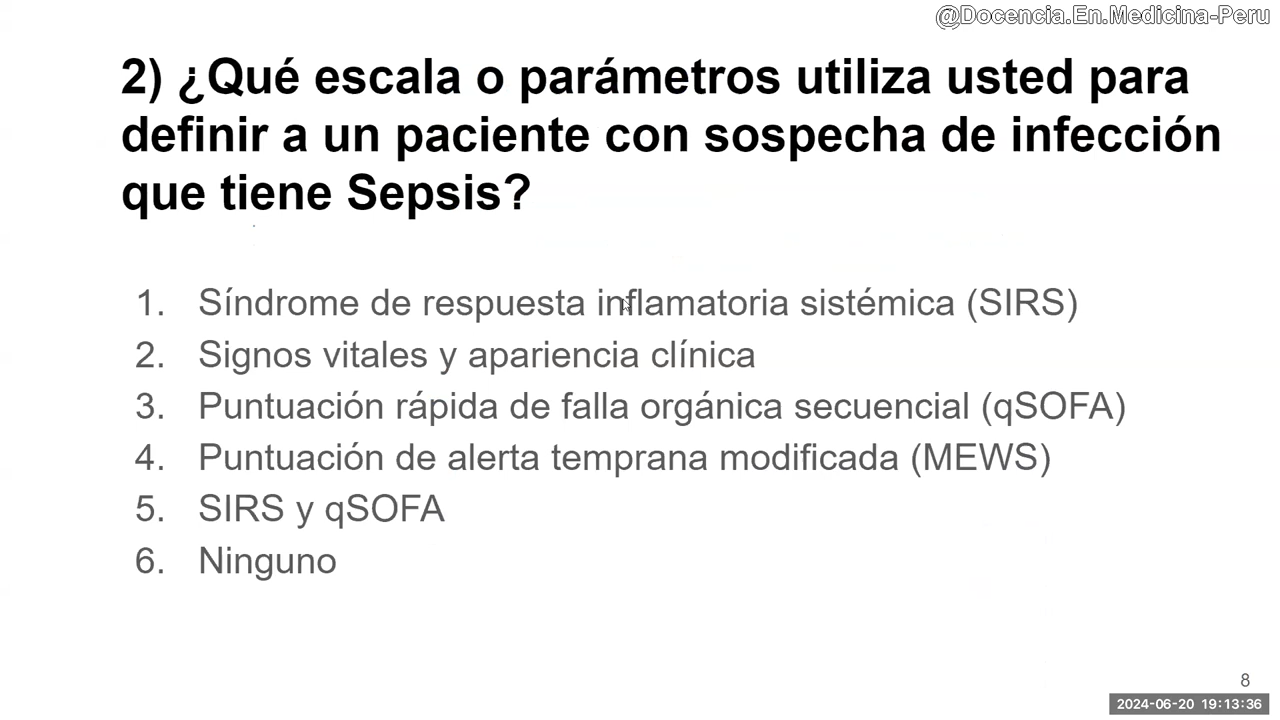 @Docencia.En.Medicina-Peru
2) ¿Qué escala o parámetros utiliza usted para
definir a un paciente con sospecha de infección
que tiene Sepsis?
1. Síndrome de respuesta inflamatoria sistémica (SIRS)
2. Signos vitales y apariencia clínica
3. Puntuación rápida de falla orgánica secuencial (qSOFA)
4. Puntuación de alerta temprana modificada (MEWS)
5. SIRS y qSOFA
6. Ninguno
8
2024-06-20 19:13:36